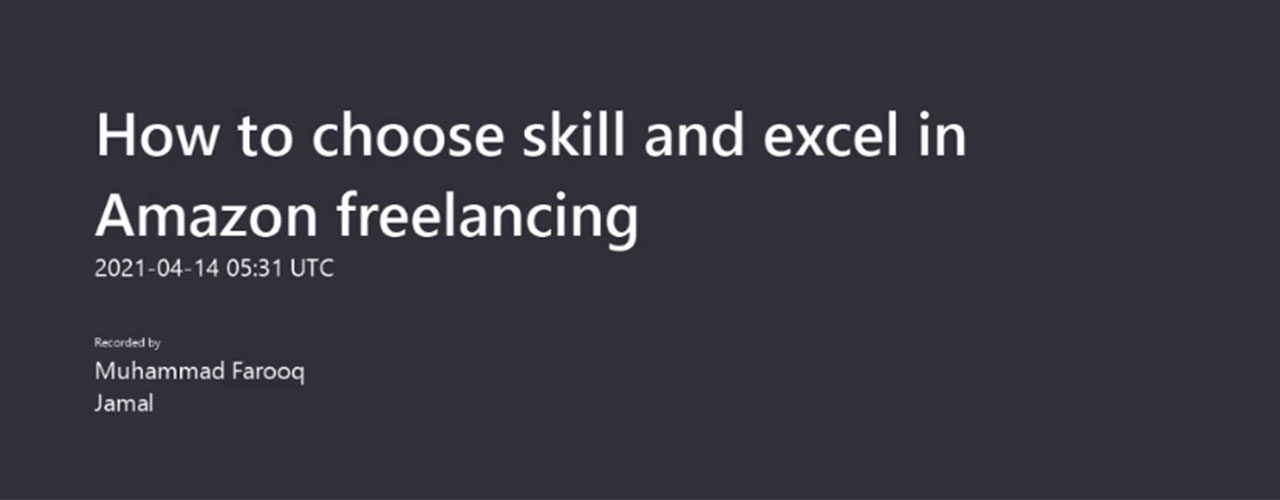 How to choose skill and excel in
Amazon freelancing
2021-04-14 05:31 UTC
Recorded by
Muhammad Farooq
Jamal